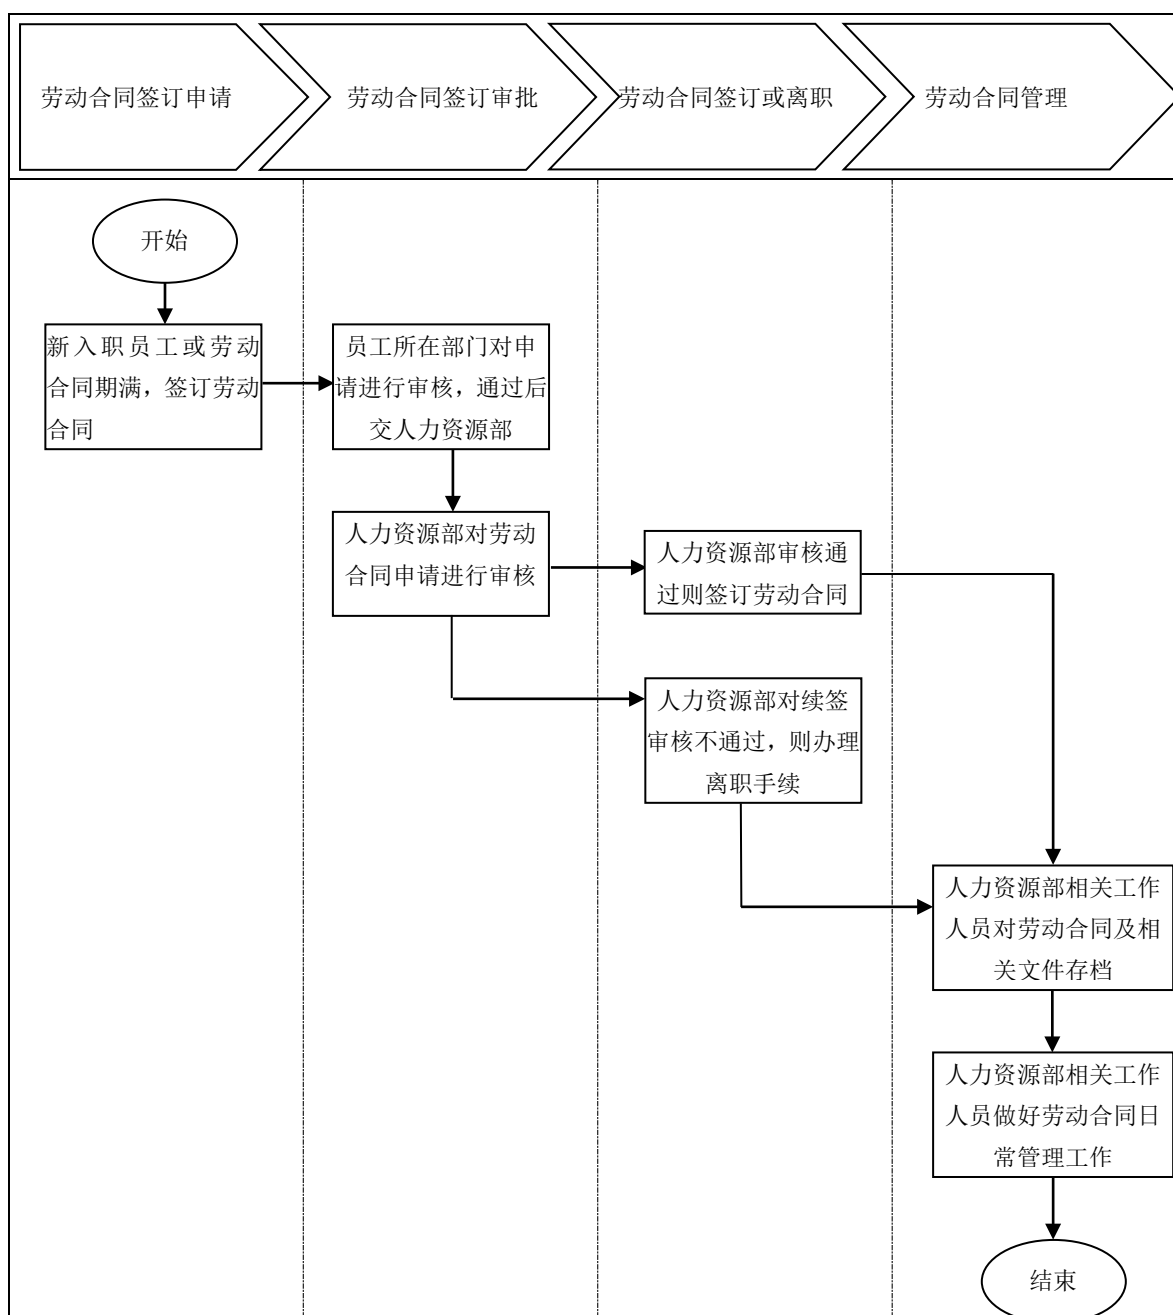 劳动合同签订申请
劳动合同签订审批
劳动合同签订或离职
劳动合同管理
开始
新入职员工或劳动
合同期满，签订劳动
合同
员工所在部门对申
请进行审核，通过后
交人力资源部
人力资源部对劳动
合同申请进行审核
人力资源部审核通
过则签订劳动合同
人力资源部对续签
审核不通过，则办理
离职手续
人力资源部相关工作
人员对劳动合同及相
关文件存档
人力资源部相关工作
人员做好劳动合同日
常管理工作
结束